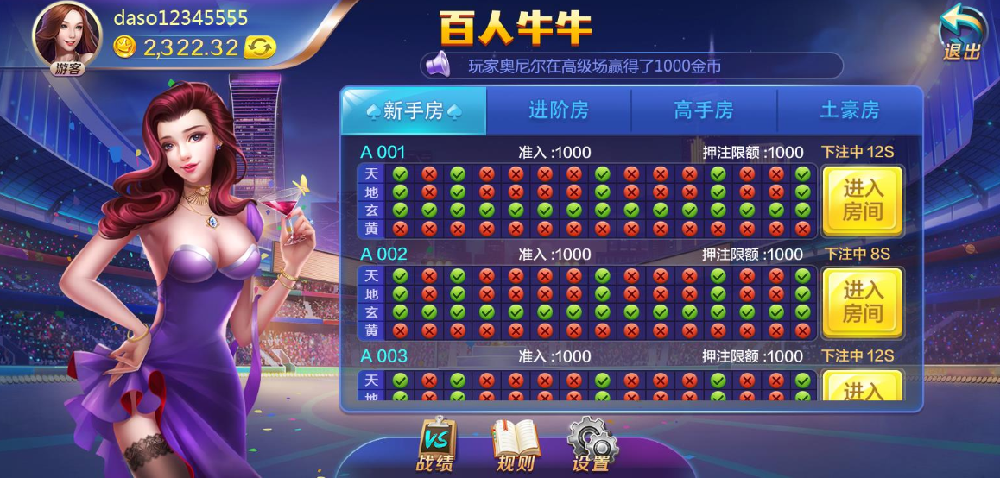 daso12345555
2,322.32
游客
百人牛牛
退出
玩家奥尼尔在高级场赢得了1000金币
新手房
进阶房
高手房
土豪房
A 001
准入 :1000
押注限额 :1000
下注中 12S
天
地
玄
黄
进入
房间
A 002
准入 :1000
押注限额 :1000
下注中 8S
天
地
玄
黄
进入
房间
A 003
准入 :1000
押注限额 :1000
下注中 12S
天
地
进入
VS
战绩
规则
设置